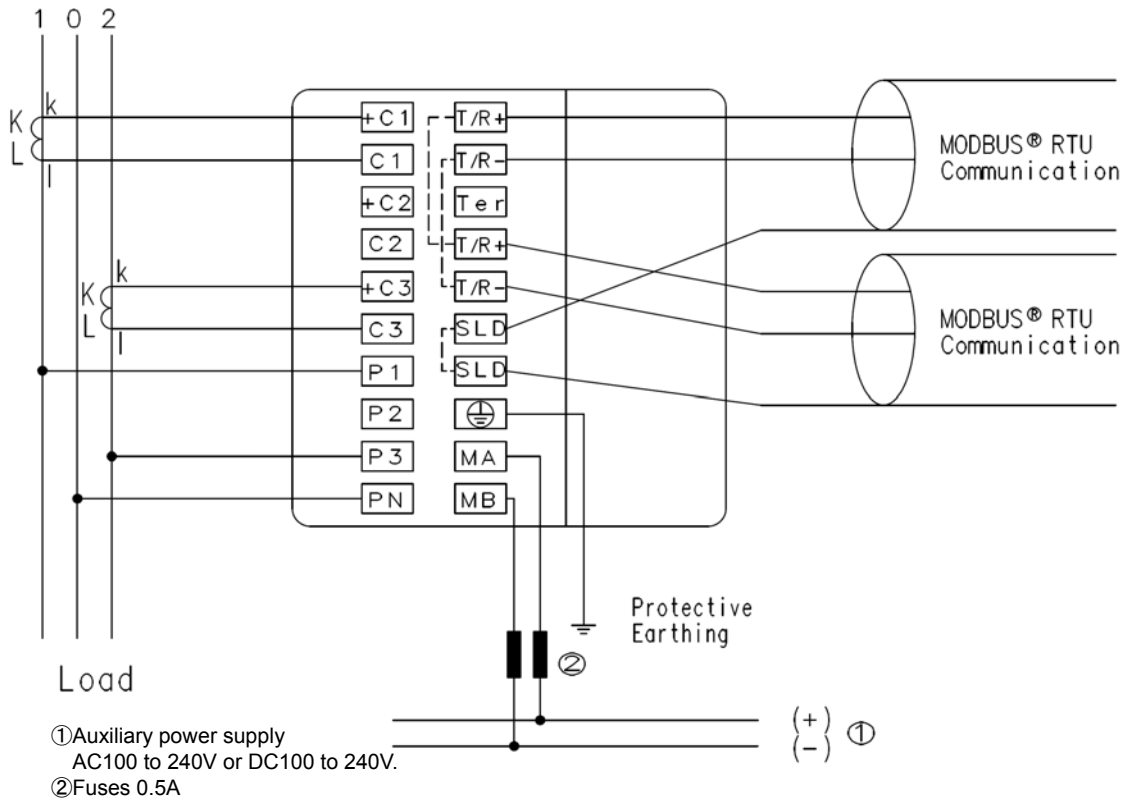 1 0 2
K k
L l
K k
L l
+C1 T/R+
C1 T/R-
+C2 Ter
C2 T/R+
+C3 T/R-
C3 SLD
P1 SLD
P2
P3 MA
PN MB
MODBUS® RTU
Communication
MODBUS® RTU
Communication
Protective
Earthing
②
Load
(+)
(-) ①
①Auxiliary power supply
AC100 to 240V or DC100 to 240V.
②Fuses 0.5A